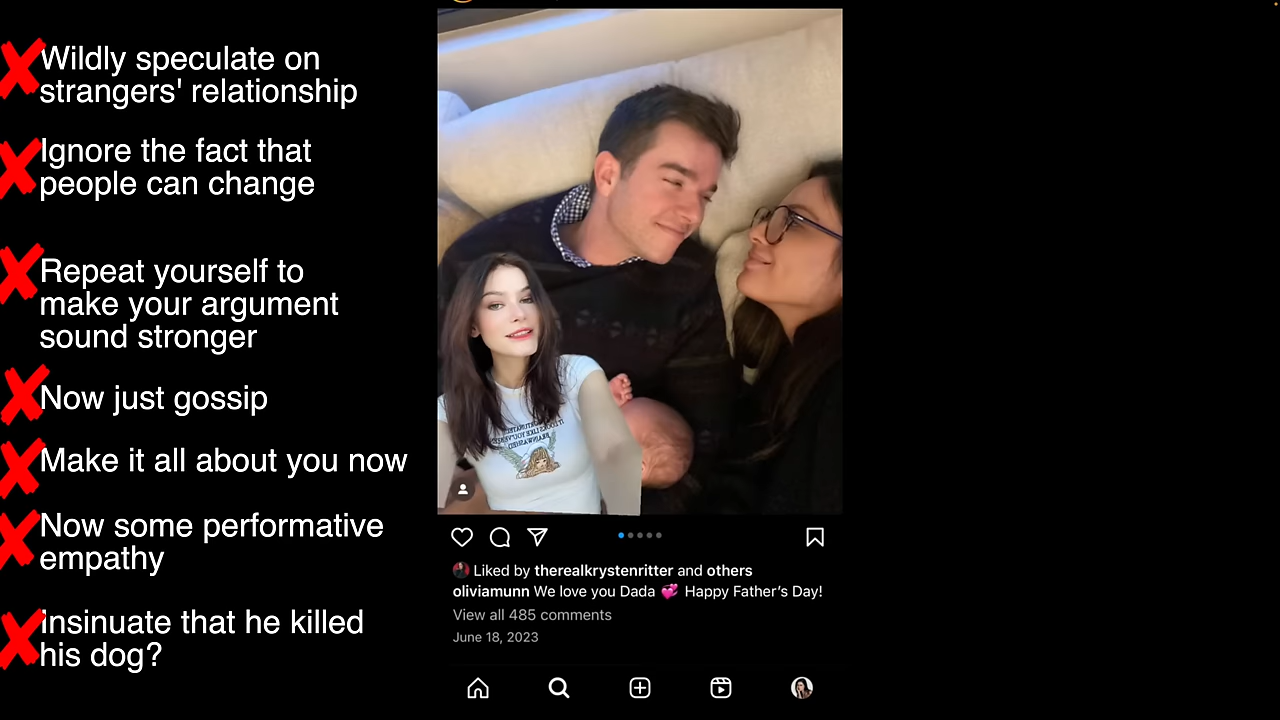 Wildly speculate on
strangers' relationship
Ignore the fact that
people can change
Repeat yourself to
make your argument
sound stronger
Now just gossip
Make it all about you now
Now some performative
empathy
Insinuate that he killed
his dog?
Liked by therealkrystenritter and others
oliviamunn We love you Dada 💞 Happy Father's Day!
View all 485 comments
June 18, 2023